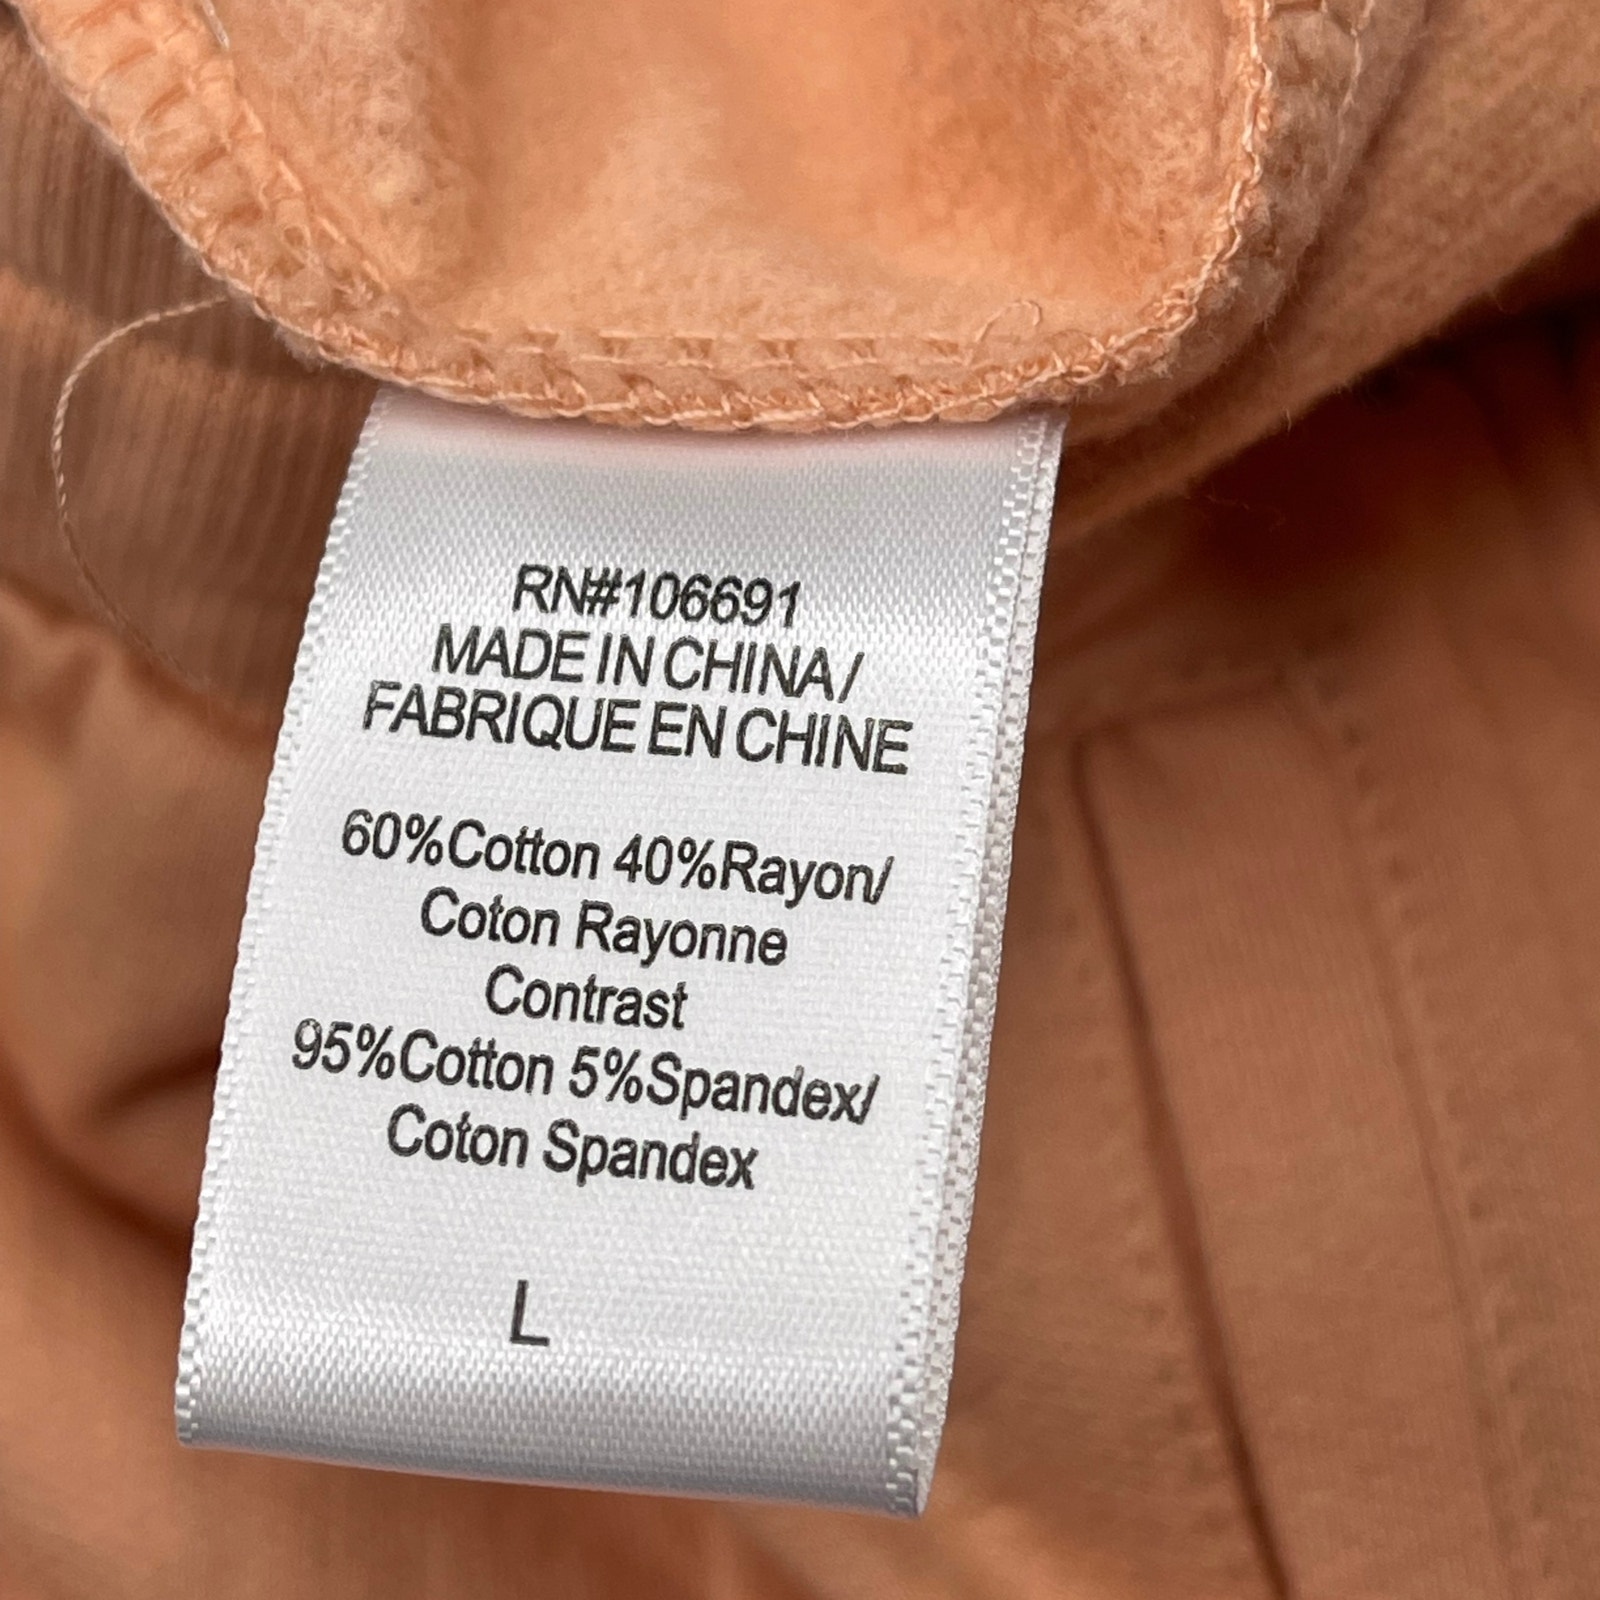 RN#106691
MADE IN CHINA/
FABRIQUE EN CHINE
60%Cotton 40%Rayon/
Coton Rayonne
Contrast
95%Cotton 5%Spandex/
Coton Spandex
L